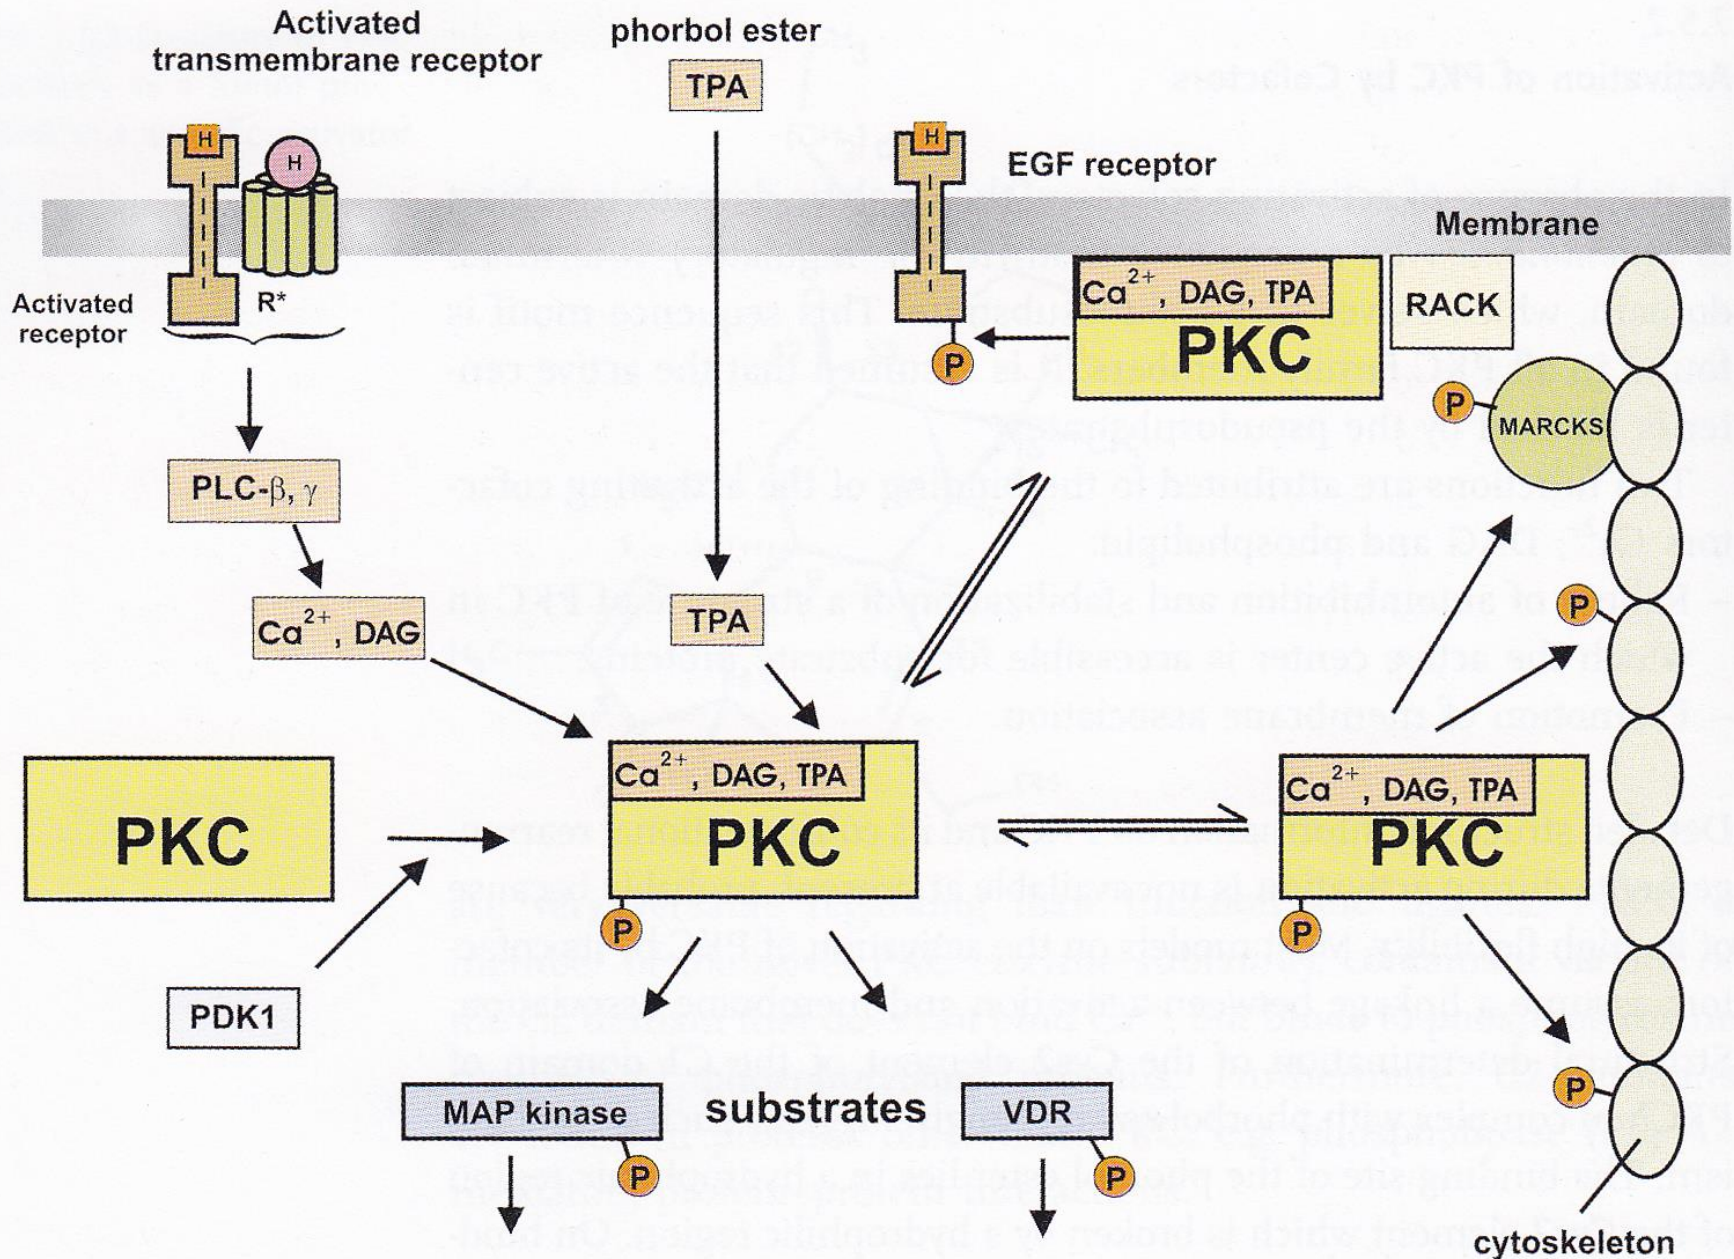 Activated
transmembrane receptor
phorbol ester
TPA
H
H
H
EGF receptor
Membrane
Activated
receptor
R*
Ca²⁺, DAG, TPA
PKC
RACK
P
P
MARCKS
PLC-β, γ
Ca²⁺, DAG
TPA
P
PKC
Ca²⁺, DAG, TPA
PKC
Ca²⁺, DAG, TPA
PKC
P
P
PDK1
P
MAP kinase
substrates
VDR
P
P
cytoskeleton